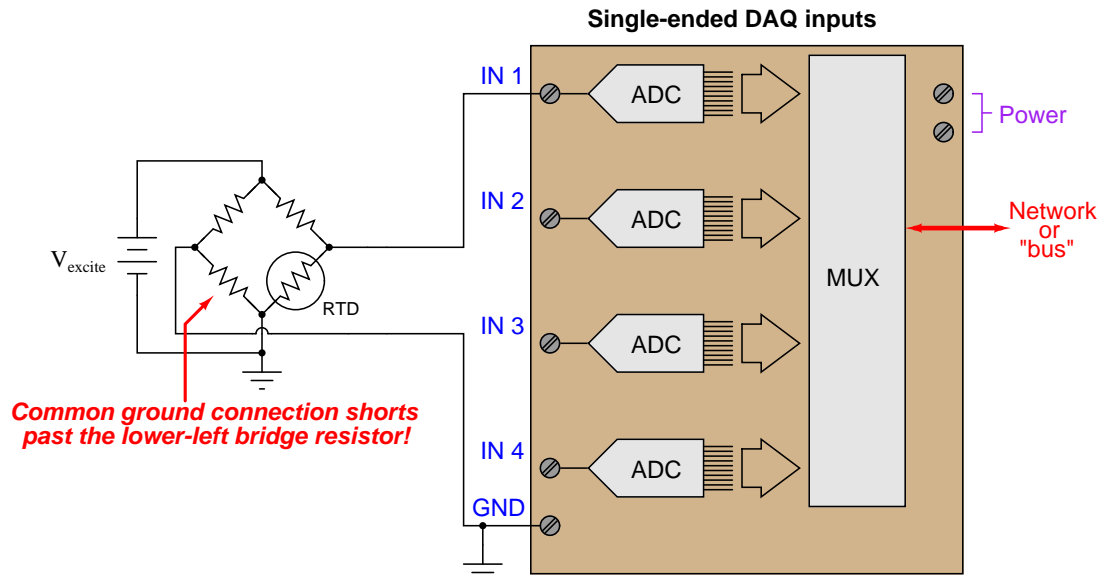 Single-ended DAQ inputs
IN 1
ADC
Power
IN 2
ADC
Network
or
"bus"
MUX
V excite
RTD
IN 3
ADC
Common ground connection shorts
past the lower-left bridge resistor!
IN 4
ADC
GND